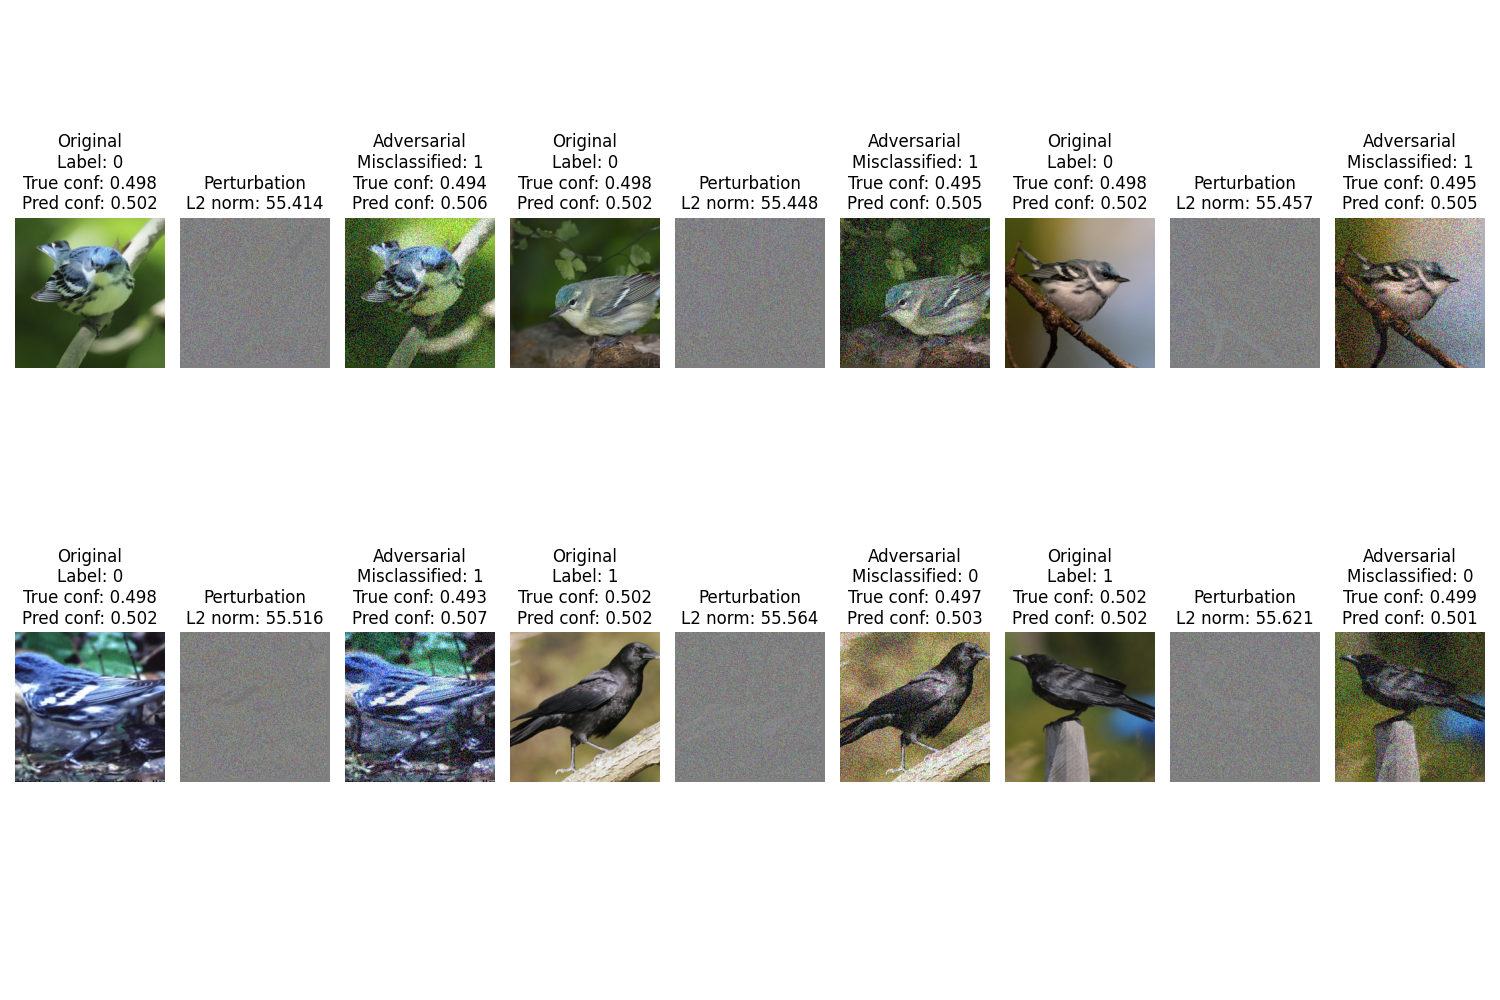 Original
Label: 0
True conf: 0.498
Pred conf: 0.502
Perturbation
L2 norm: 55.414
Adversarial
Misclassified: 1
True conf: 0.494
Pred conf: 0.506
Original
Label: 0
True conf: 0.498
Pred conf: 0.502
Perturbation
L2 norm: 55.448
Adversarial
Misclassified: 1
True conf: 0.495
Pred conf: 0.505
Original
Label: 0
True conf: 0.498
Pred conf: 0.502
Perturbation
L2 norm: 55.457
Adversarial
Misclassified: 1
True conf: 0.495
Pred conf: 0.505
Original
Label: 0
True conf: 0.498
Pred conf: 0.502
Perturbation
L2 norm: 55.516
Adversarial
Misclassified: 1
True conf: 0.493
Pred conf: 0.507
Original
Label: 1
True conf: 0.502
Pred conf: 0.502
Perturbation
L2 norm: 55.564
Adversarial
Misclassified: 0
True conf: 0.497
Pred conf: 0.503
Original
Label: 1
True conf: 0.502
Pred conf: 0.502
Perturbation
L2 norm: 55.621
Adversarial
Misclassified: 0
True conf: 0.499
Pred conf: 0.501